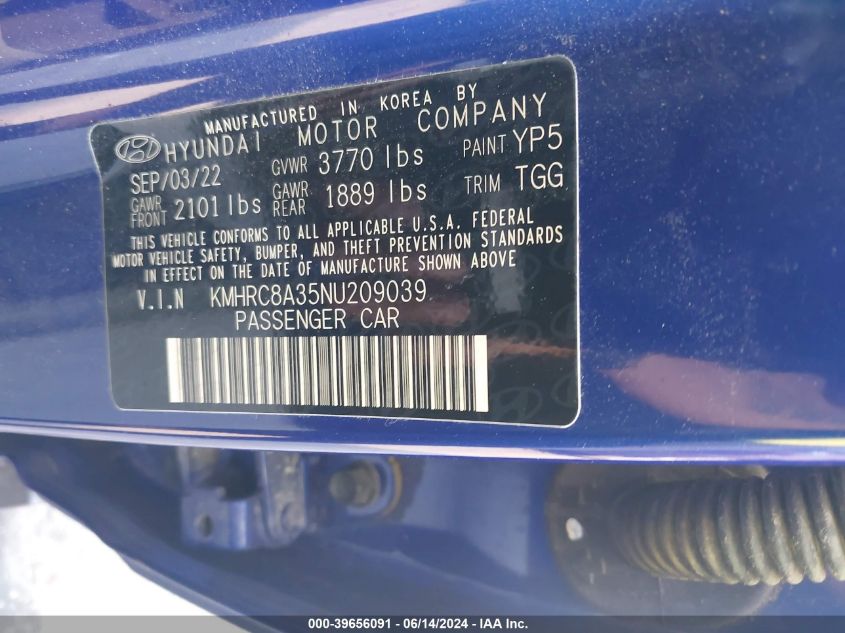 MANUFACTURED IN KOREA BY
HYUNDAI MOTOR COMPANY
SEP/03/22 GVWR 3770 lbs PAINT YP5
GAWR FRONT 2101 lbs GAWR REAR 1889 lbs TRIM TGG
THIS VEHICLE CONFORMS TO ALL APPLICABLE U.S.A. FEDERAL
MOTOR VEHICLE SAFETY, BUMPER, AND THEFT PREVENTION STANDARDS
IN EFFECT ON THE DATE OF MANUFACTURE SHOWN ABOVE
V.I.N KMHRC8A35NU209039
PASSENGER CAR
000-39656091 - 06/14/2024 - IAA Inc.